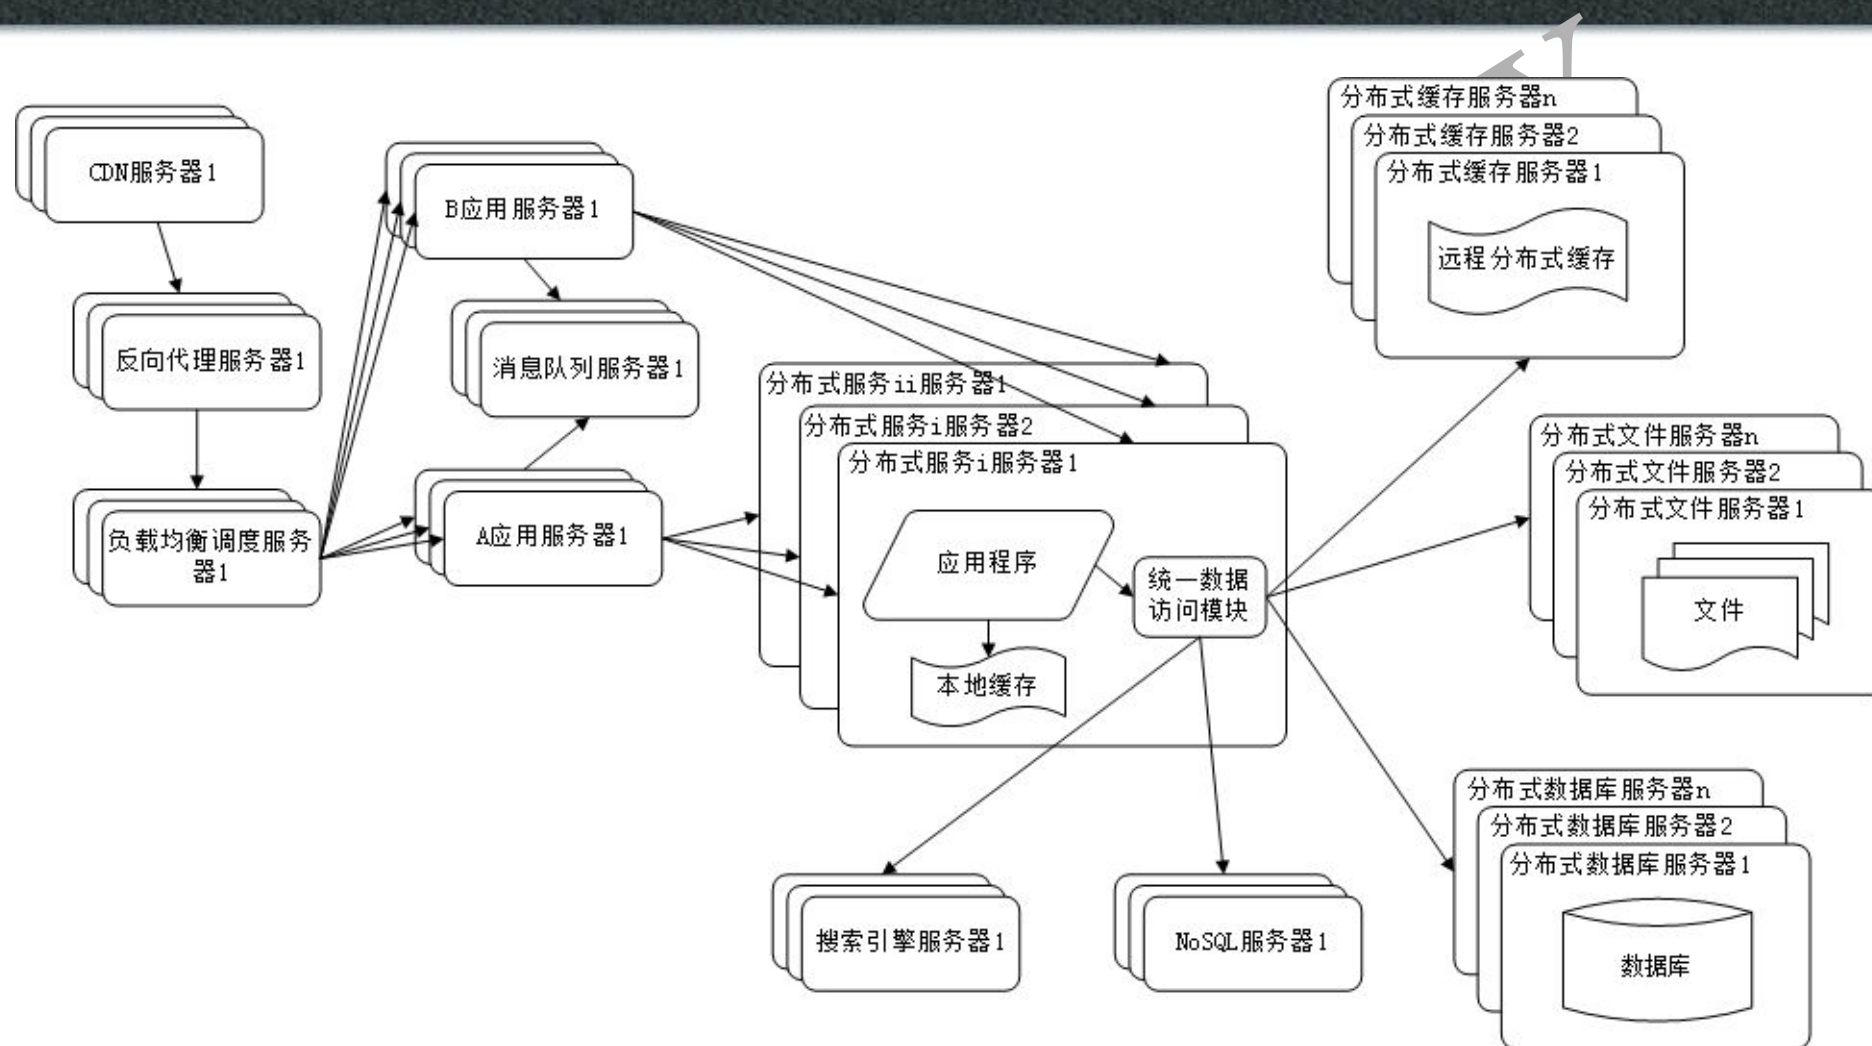 CDN服务器1
反向代理服务器1
负载均衡调度服务
器1
B应用服务器1
消息队列服务器1
A应用服务器1
分布式服务ii服务器1
分布式服务i服务器2
分布式服务i服务器1
应用程序
统一数据
访问模块
本地缓存
分布式缓存服务器n
分布式缓存服务器2
分布式缓存服务器1
远程分布式缓存
分布式文件服务器n
分布式文件服务器2
分布式文件服务器1
文件
搜索引擎服务器1
NoSQL服务器1
分布式数据库服务器n
分布式数据库服务器2
分布式数据库服务器1
数据库